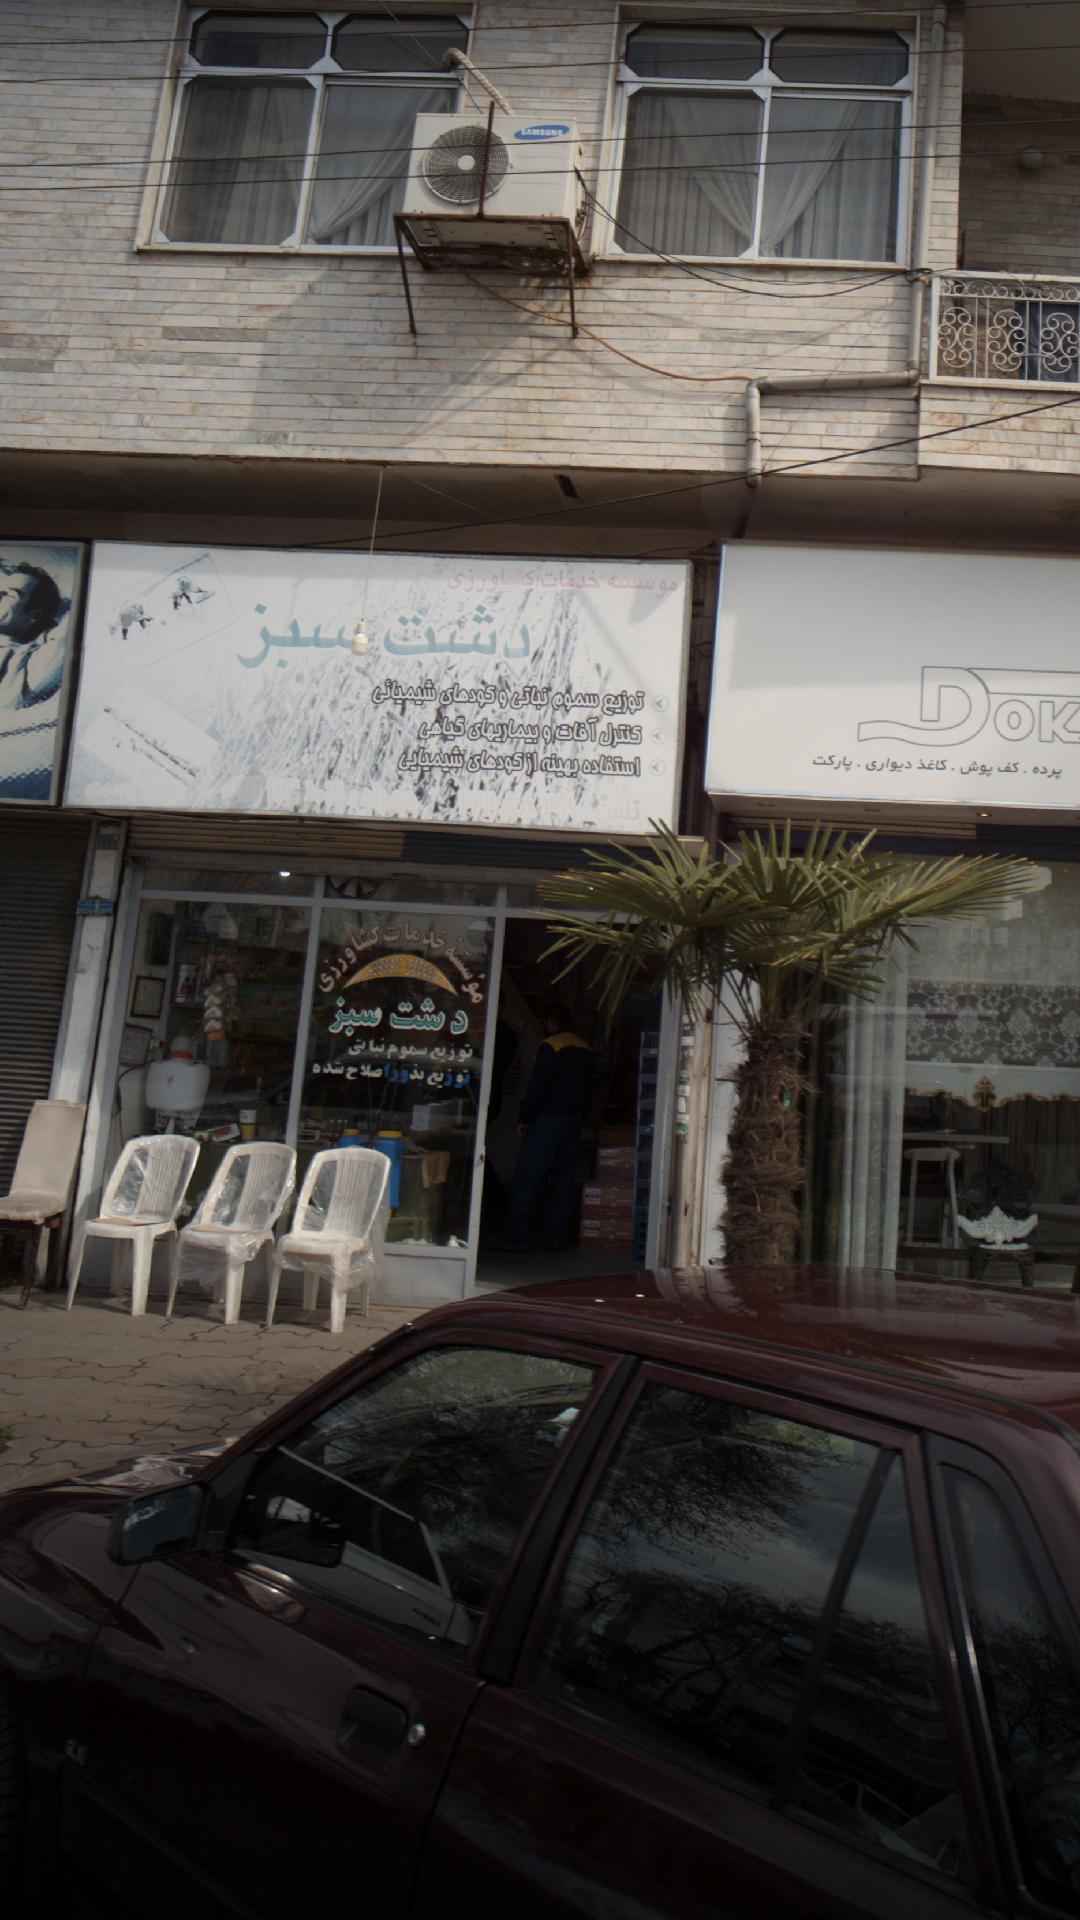 SAMSUNG
موسسه خدمات کشاورزی
دشت سبز
توزیع سموم نباتی و کودهای شیمیائی
کنترل آفات و بیماریهای گیاهی
استفاده بهینه از کودهای شیمیایی
تلفن
DOK
پرده . کف پوش . کاغذ دیواری . پارکت
مؤسسه خدمات کشاورزی
دشت سبز
توزیع سموم نباتی
توزیع بذور اصلاح شده